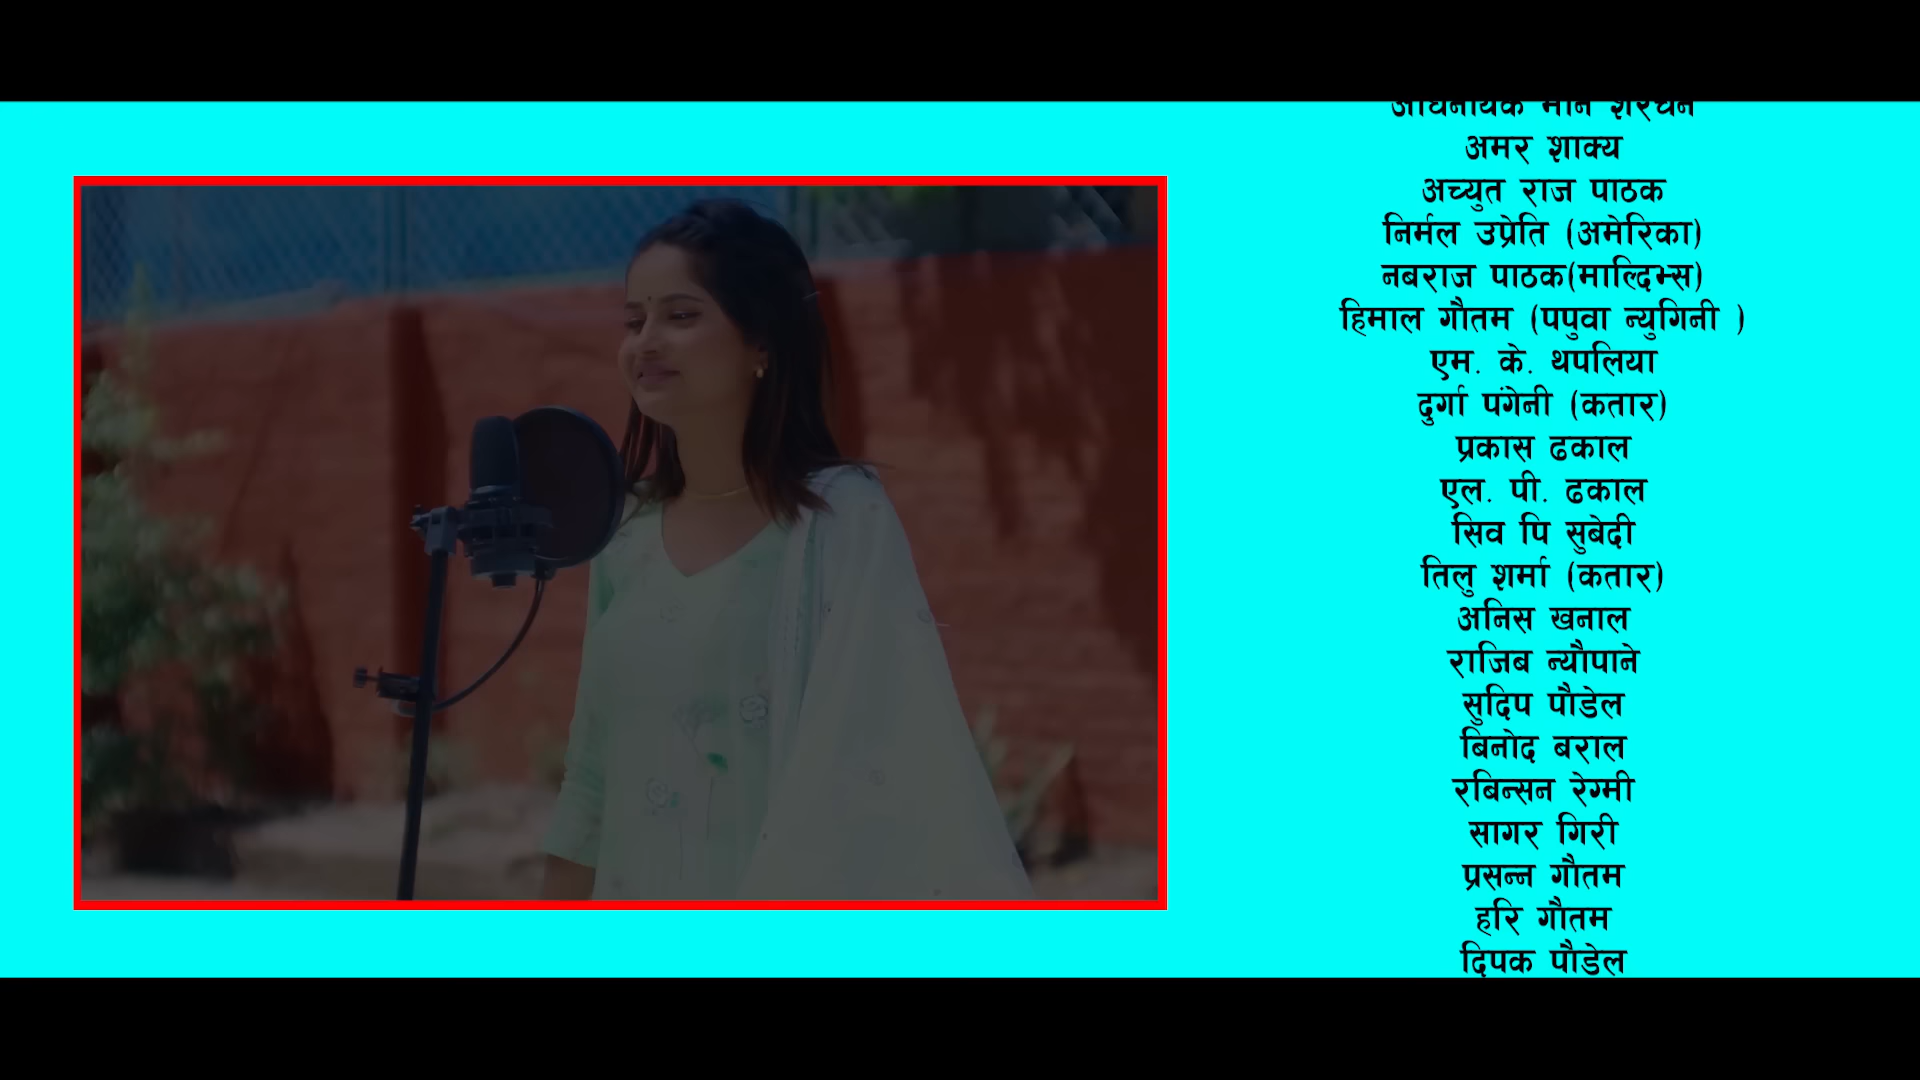 अमर शाक्य
अच्युत राज पाठक
निर्मल उप्रेति (अमेरिका)
नबराज पाठक(माल्दिभ्स)
हिमाल गौतम (पपुवा न्युगिनी )
एम. के. थपलिया
दुर्गा पंगेनी (कतार)
प्रकास ढकाल
एल. पी. ढकाल
सिव पि सुबेदी
तिलु शर्मा (कतार)
अनिस खनाल
राजिब न्यौपाने
सुदिप पौडेल
बिनोद बराल
रबिन्सन रेग्मी
सागर गिरी
प्रसन्न गौतम
हरि गौतम
दिपक पौडेल